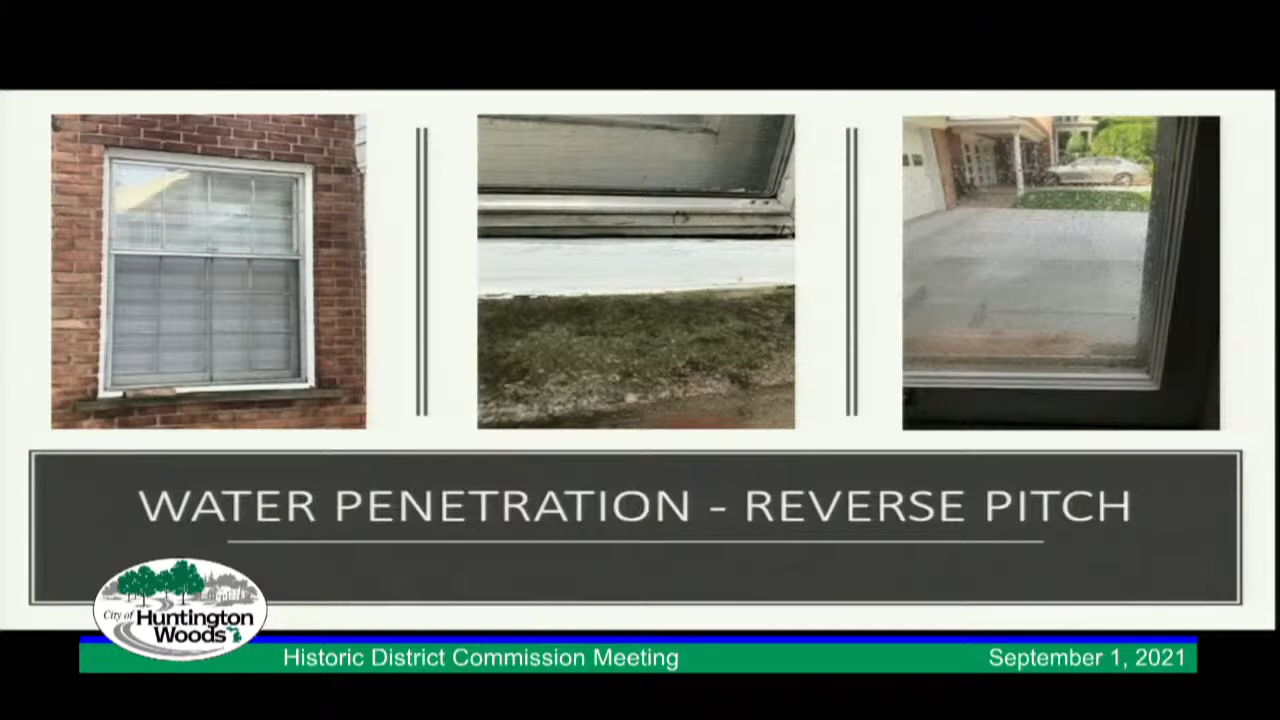 WATER PENETRATION - REVERSE PITCH
City of
Huntington
Woods
Historic District Commission Meeting
September 1, 2021